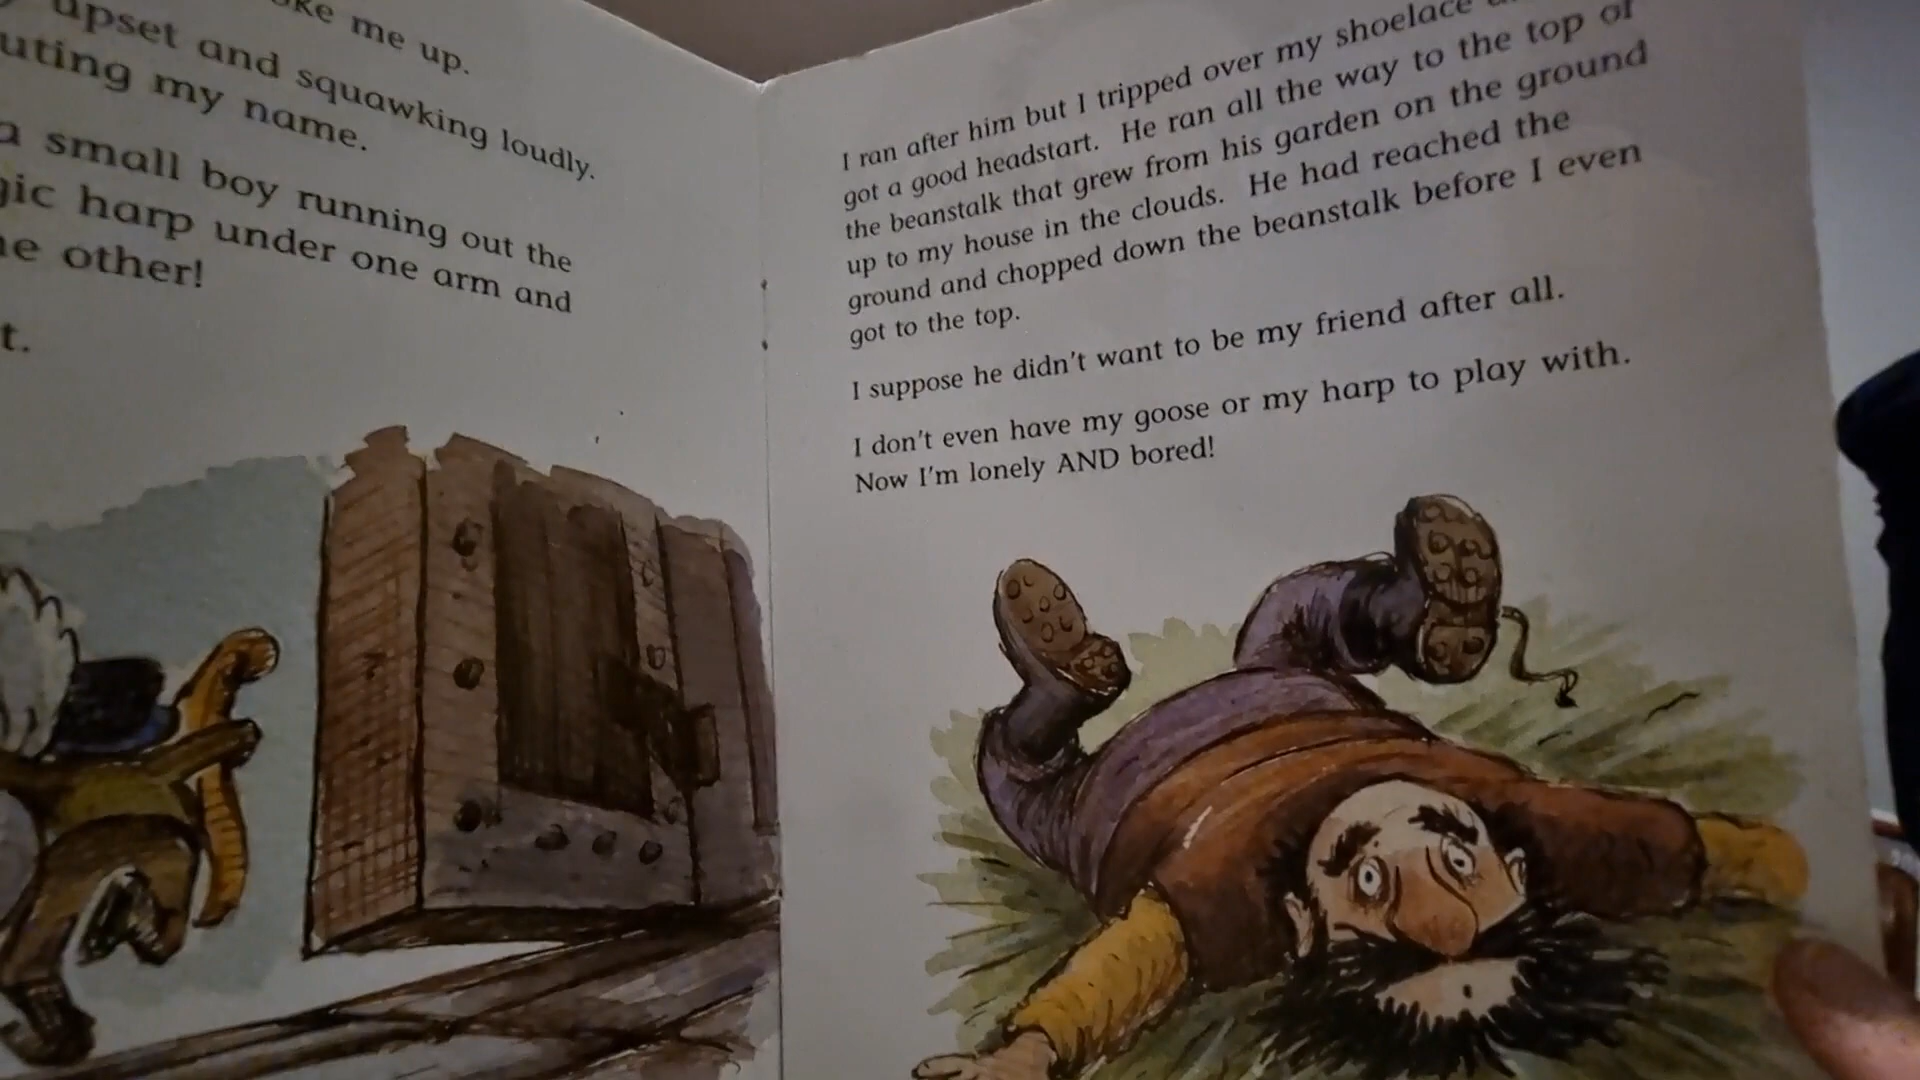 me up.
upset and squawking loudly.
my name.
a small boy running out the
harp under one arm and
other!
I ran after him but I tripped over my shoelace
got a good headstart. He ran all the way to the top of
the beanstalk that grew from his garden on the ground
up to my house in the clouds. He had reached the
ground and chopped down the beanstalk before I even
got to the top.
I suppose he didn't want to be my friend after all.
I don't even have my goose or my harp to play with.
Now I'm lonely AND bored!